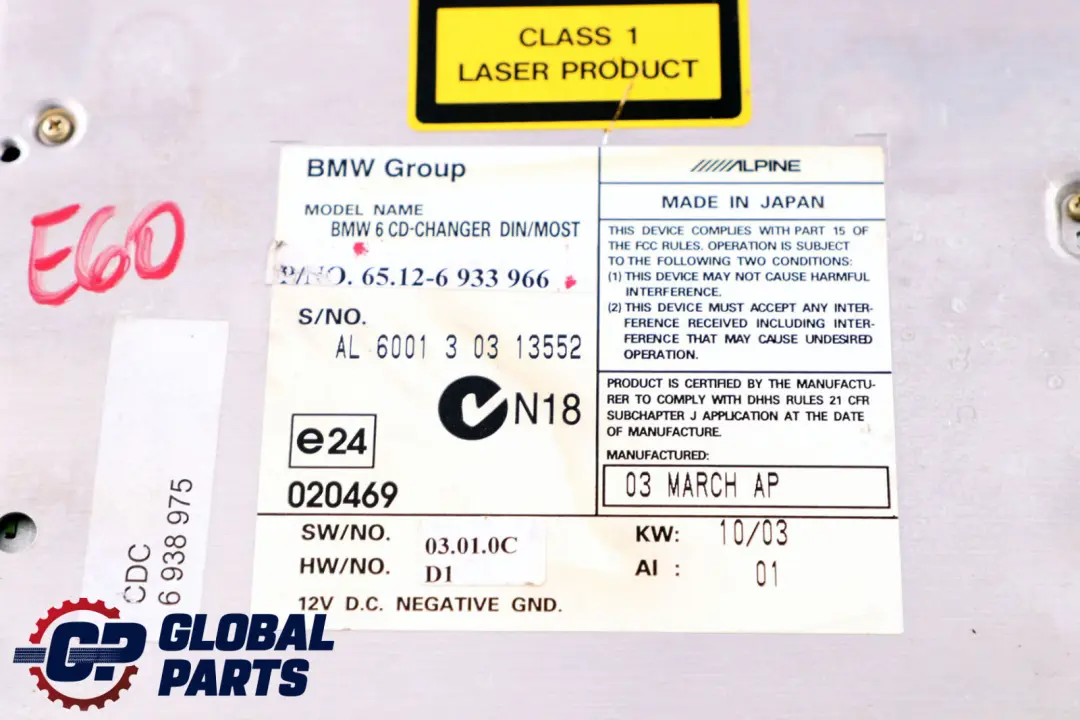 CLASS 1
LASER PRODUCT
E60
BMW Group
MODEL NAME
BMW 6 CD-CHANGER DIN/MOST
P/NO. 65.12-6 933 966
S/NO.
AL 6001 3 03 13552
N18
e24
020469
SW/NO. 03.01.0C
HW/NO. D1
12V D.C. NEGATIVE GND.
ALPINE
MADE IN JAPAN
THIS DEVICE COMPLIES WITH PART 15 OF
THE FCC RULES. OPERATION IS SUBJECT
TO THE FOLLOWING TWO CONDITIONS:
(1) THIS DEVICE MAY NOT CAUSE HARMFUL
INTERFERENCE.
(2) THIS DEVICE MUST ACCEPT ANY INTER-
FERENCE RECEIVED INCLUDING INTER-
FERENCE THAT MAY CAUSE UNDESIRED
OPERATION.
PRODUCT IS CERTIFIED BY THE MANUFACTU-
RER TO COMPLY WITH DHHS RULES 21 CFR
SUBCHAPTER J APPLICATION AT THE DATE
OF MANUFACTURE.
MANUFACTURED:
03 MARCH AP
KW: 10/03
AI : 01
CDC
6 938 975
GP GLOBAL
PARTS